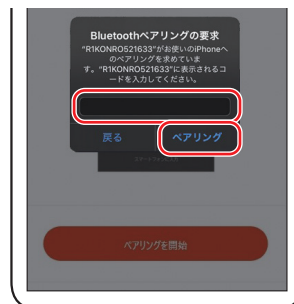 Bluetoothペアリングの要求
"R1KONRO521633"がお使いのiPhoneへ
のペアリングを求めていま
す。"R1KONRO521633"に表示されるコ
ードを入力してください。
戻る
ペアリング
ペアリングを開始